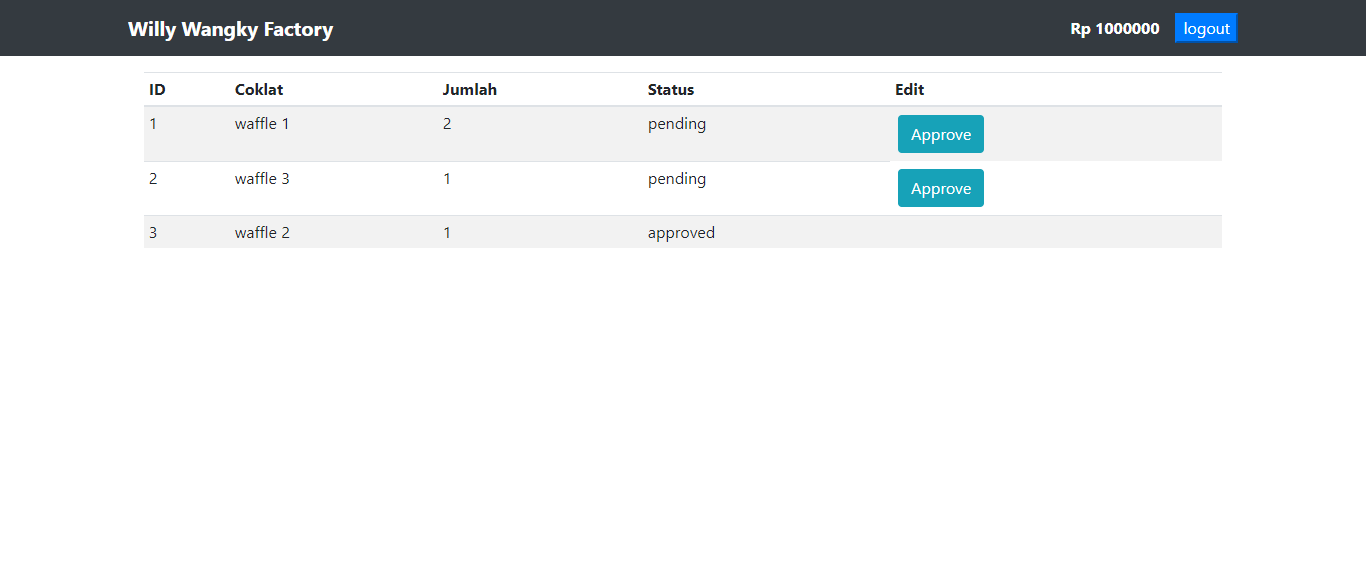 Willy Wangky Factory Rp 1000000 logout
ID Coklat Jumlah Status Edit
1 waffle 1 2 pending Approve
2 waffle 3 1 pending Approve
3 waffle 2 1 approved